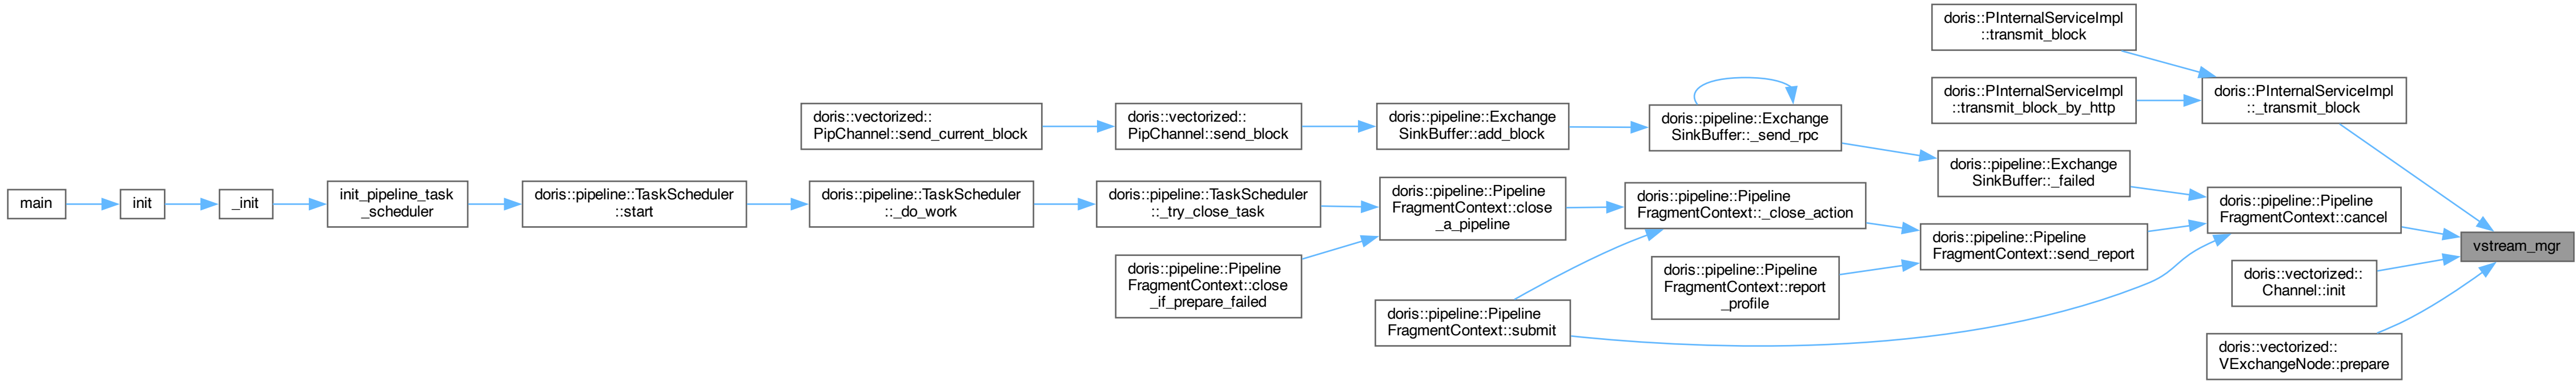 main
init
_init
init_pipeline_task
_scheduler
doris::pipeline::TaskScheduler
::start
doris::pipeline::TaskScheduler
::_do_work
doris::pipeline::TaskScheduler
::_try_close_task
doris::vectorized::
PipChannel::send_current_block
doris::vectorized::
PipChannel::send_block
doris::pipeline::Exchange
SinkBuffer::add_block
doris::pipeline::Exchange
SinkBuffer::_send_rpc
doris::pipeline::Pipeline
FragmentContext::close
_a_pipeline
doris::pipeline::Pipeline
FragmentContext::close
_if_prepare_failed
doris::pipeline::Pipeline
FragmentContext::_close_action
doris::pipeline::Pipeline
FragmentContext::submit
doris::pipeline::Pipeline
FragmentContext::report
_profile
doris::pipeline::Pipeline
FragmentContext::send_report
doris::pipeline::Exchange
SinkBuffer::_failed
doris::PInternalServiceImpl
::transmit_block
doris::PInternalServiceImpl
::transmit_block_by_http
doris::PInternalServiceImpl
::_transmit_block
doris::pipeline::Pipeline
FragmentContext::cancel
doris::vectorized::
Channel::init
doris::vectorized::
VExchangeNode::prepare
vstream_mgr